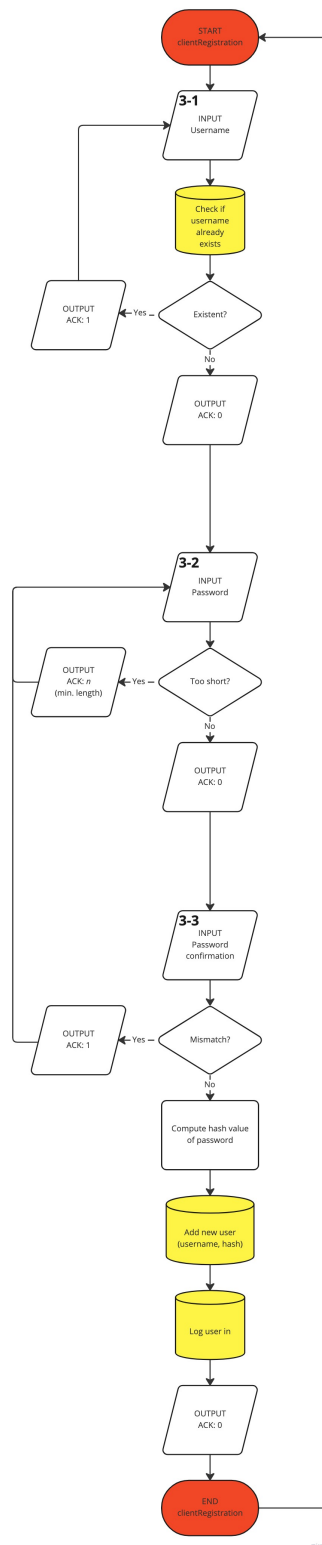 START
clientRegistration
3-1
INPUT
Username
Check if
username
already
exists
OUTPUT
ACK: 1
Yes
Existent?
No
OUTPUT
ACK: 0
3-2
INPUT
Password
OUTPUT
ACK: n
(min. length)
Yes
Too short?
No
OUTPUT
ACK: 0
3-3
INPUT
Password
confirmation
OUTPUT
ACK: 1
Yes
Mismatch?
No
Compute hash value
of password
Add new user
(username, hash)
Log user in
OUTPUT
ACK: 0
END
clientRegistration